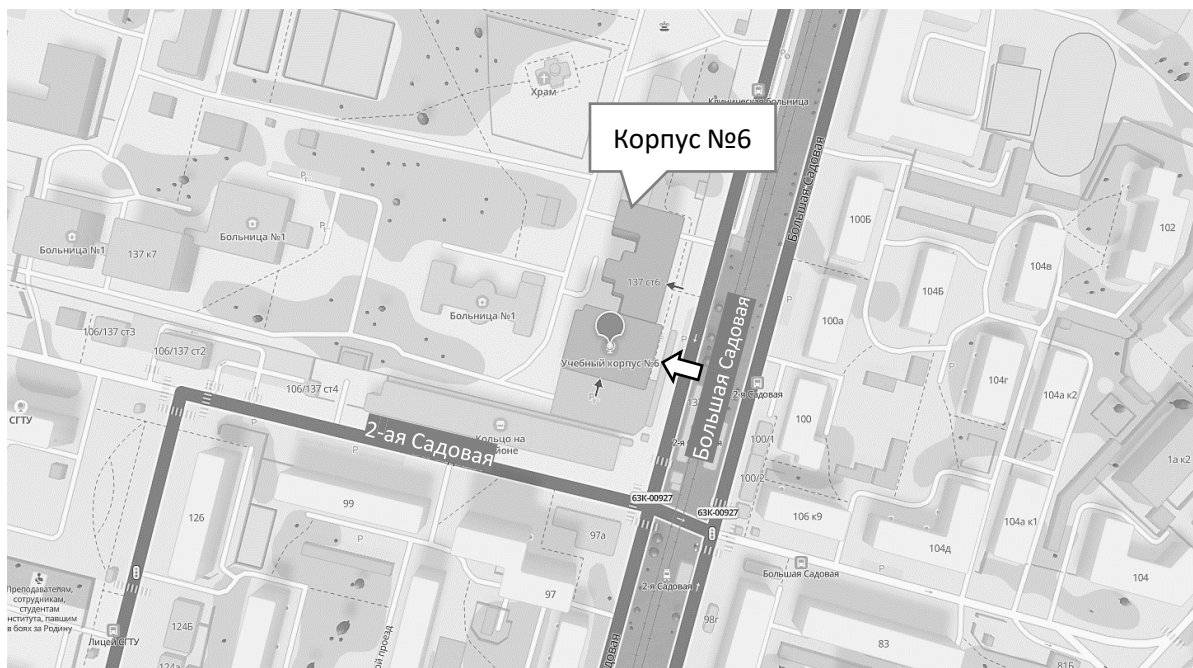 Храм
Клиническая больница
Корпус №6
Большая Садовая
100Б
102
104в
Больница №1
Больница №1
137 к7
137 ст6
104Б
Больница №1
100а
106/137 ст3
106/137 ст2
Учебный корпус №6
Большая Садовая
2-я Садовая
104г
106/137 ст4
104а к2
СГТУ
100
2-ая Садовая
Кольцо на
100/1
1а к2
100/2
63К-00927
63К-00927
99
126
106 к9
104а к1
97а
104д
Большая Садовая
104
2-я Садовая
97
Преподавателям,
сотрудникам,
студентам
института, павшим
в боях за Родину
98г
124Б
Лицей СГТУ
83
124а
81Б